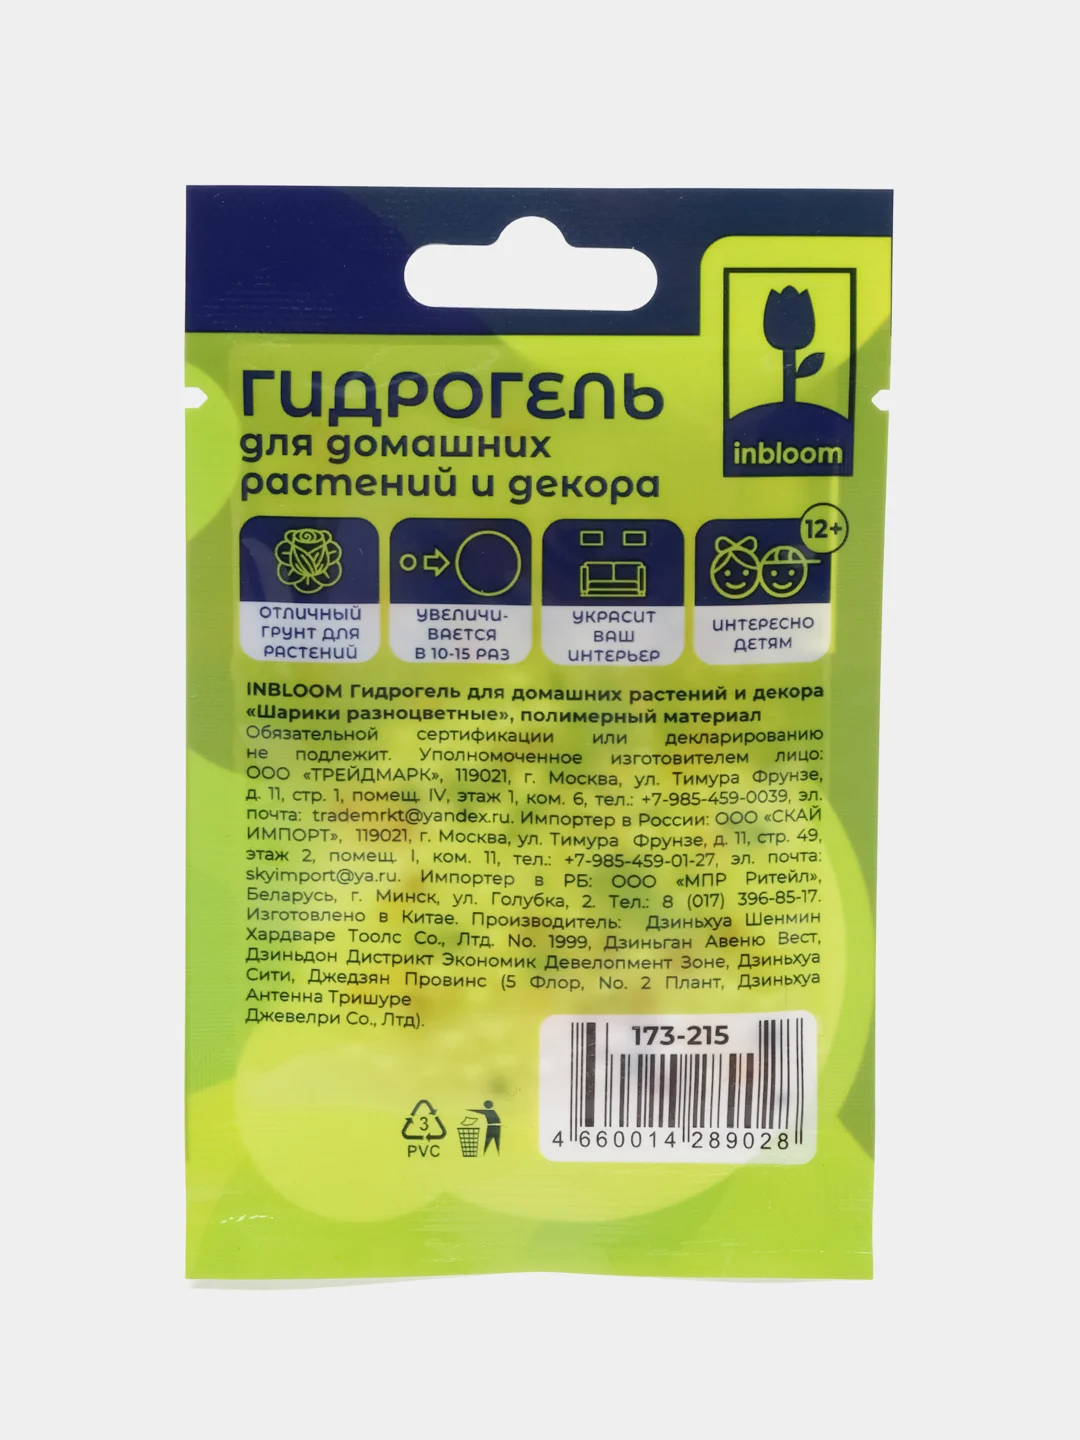 inbloom
ГИДРОГЕЛЬ
для домашних
растений и декора
12+
ОТЛИЧНЫЙ
ГРУНТ ДЛЯ
РАСТЕНИЙ
УВЕЛИЧИ-
ВАЕТСЯ
В 10-15 РАЗ
УКРАСИТ
ВАШ
ИНТЕРЬЕР
ИНТЕРЕСНО
ДЕТЯМ
INBLOOM Гидрогель для домашних растений и декора
«Шарики разноцветные», полимерный материал
Обязательной сертификации или декларированию
не подлежит. Уполномоченное изготовителем лицо:
ООО «ТРЕЙДМАРК», 119021, г. Москва, ул. Тимура Фрунзе,
д. 11, стр. 1, помещ. IV, этаж 1, ком. 6, тел.: +7-985-459-0039, эл.
почта: trademrkt@yandex.ru. Импортер в России: ООО «СКАЙ
ИМПОРТ», 119021, г. Москва, ул. Тимура Фрунзе, д. 11, стр. 49,
этаж 2, помещ. I, ком. 11, тел.: +7-985-459-01-27, эл. почта:
skyimport@ya.ru. Импортер в РБ: ООО «МПР Ритейл»,
Беларусь, г. Минск, ул. Голубка, 2. Тел.: 8 (017) 396-85-17.
Изготовлено в Китае. Производитель: Дзиньхуа Шенмин
Хардваре Тоолс Со., Лтд. No. 1999, Дзиньган Авеню Вест,
Дзиньдон Дистрикт Экономик Девелопмент Зоне, Дзиньхуа
Сити, Джедзян Провинс (5 Флор, No. 2 Плант, Дзиньхуа
Антенна Тришуре
Джевелри Со., Лтд).
173-215
4 660014 289028
3
PVC